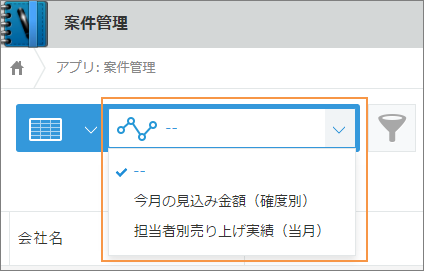 案件管理
アプリ: 案件管理
--
--
今月の見込み金額（確度別）
担当者別売り上げ実績（当月）
会社名